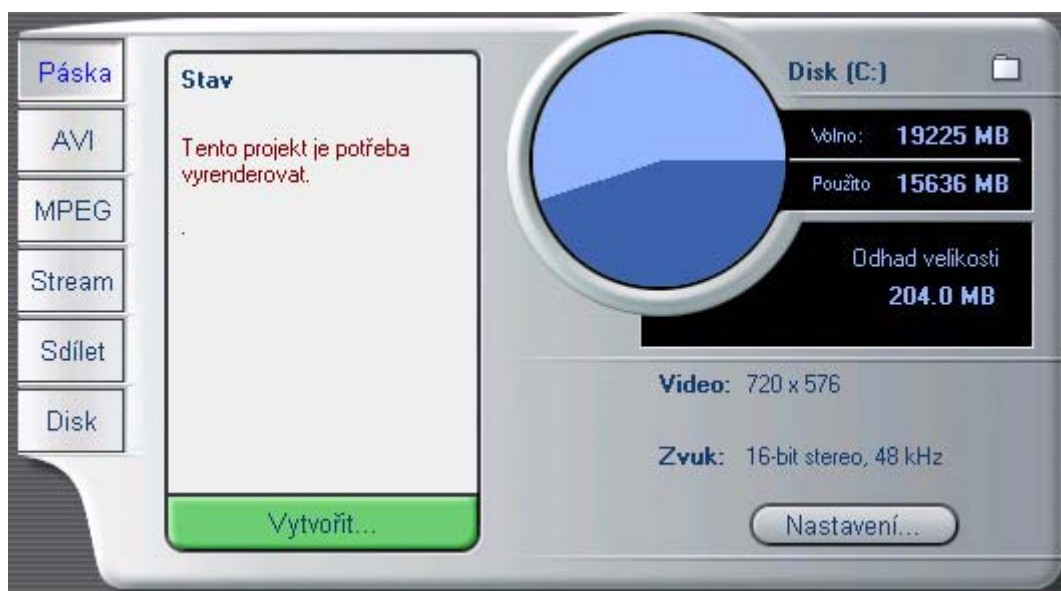 Páska
AVI
MPEG
Stream
Sdílet
Disk
Stav
Tento projekt je potřeba
vyrenderovat.
.
Vytvořit...
Disk (C:)
Volno: 19225 MB
Použito 15636 MB
Odhad velikosti
204.0 MB
Video: 720 x 576
Zvuk: 16-bit stereo, 48 kHz
Nastavení...